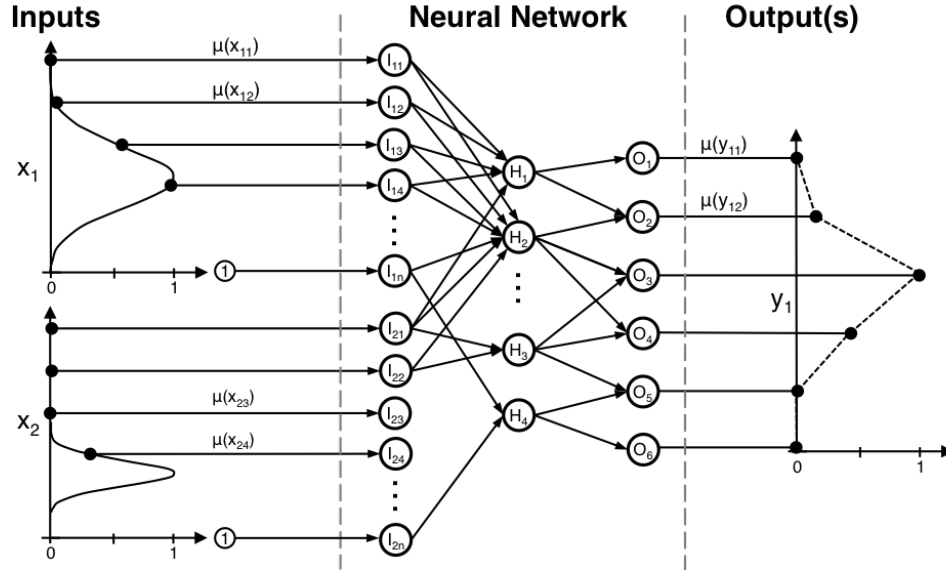 Inputs
Neural Network
Output(s)
μ(x11)
I11
μ(x12)
I12
μ(x13)
I13
μ(y11)
O1
x1
μ(x14)
I14
H1
μ(y12)
O2
H2
0
1
1
I1n
O3
y1
I21
O4
H3
I22
μ(x23)
I23
O5
x2
H4
μ(x24)
I24
O6
0
1
0
1
1
I2n